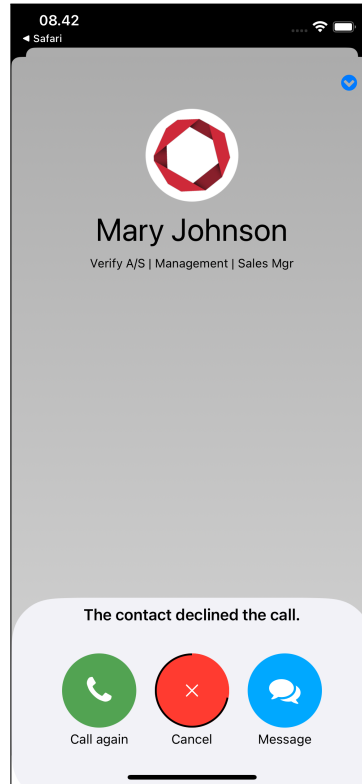 08.42
◀ Safari
Mary Johnson
Verify A/S | Management | Sales Mgr
The contact declined the call.
Call again
Cancel
Message